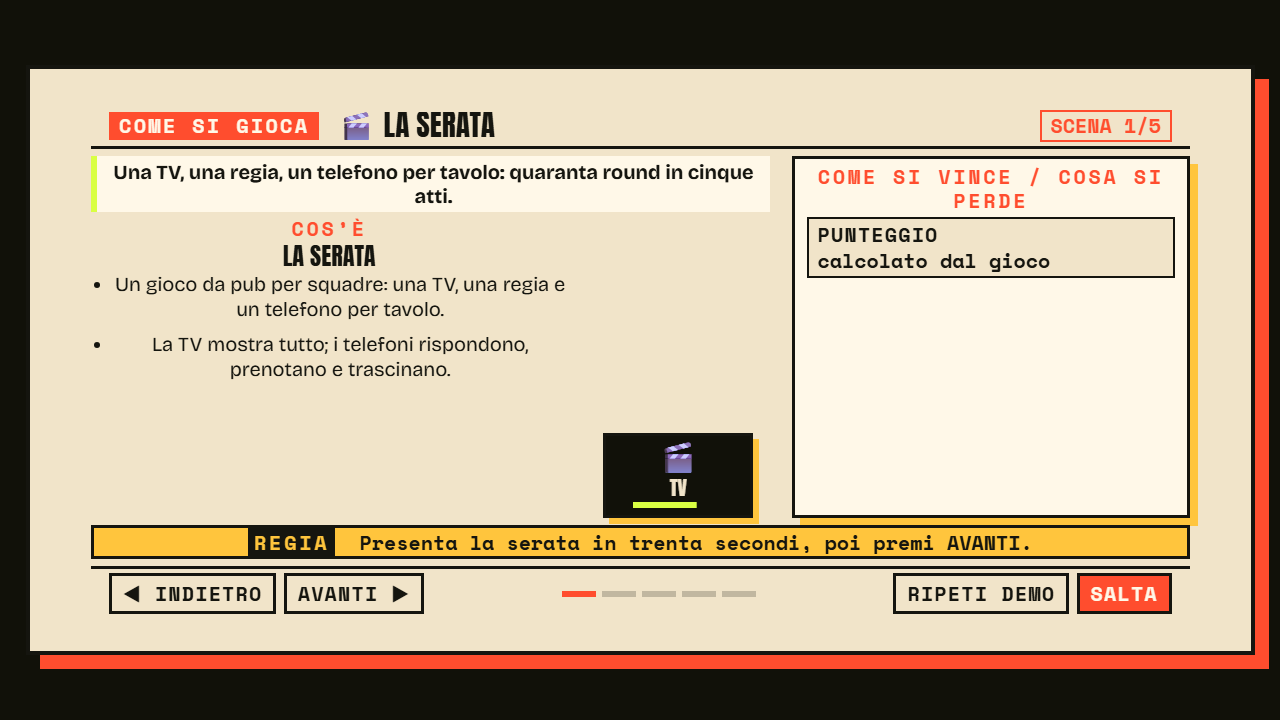 COME SI GIOCA
LA SERATA
SCENA 1/5
Una TV, una regia, un telefono per tavolo: quaranta round in cinque
atti.
COS'È
LA SERATA
• Un gioco da pub per squadre: una TV, una regia e
un telefono per tavolo.
• La TV mostra tutto; i telefoni rispondono,
prenotano e trascinano.
TV
COME SI VINCE / COSA SI
PERDE
PUNTEGGIO
calcolato dal gioco
REGIA Presenta la serata in trenta secondi, poi premi AVANTI.
◀ INDIETRO
AVANTI ▶
RIPETI DEMO
SALTA